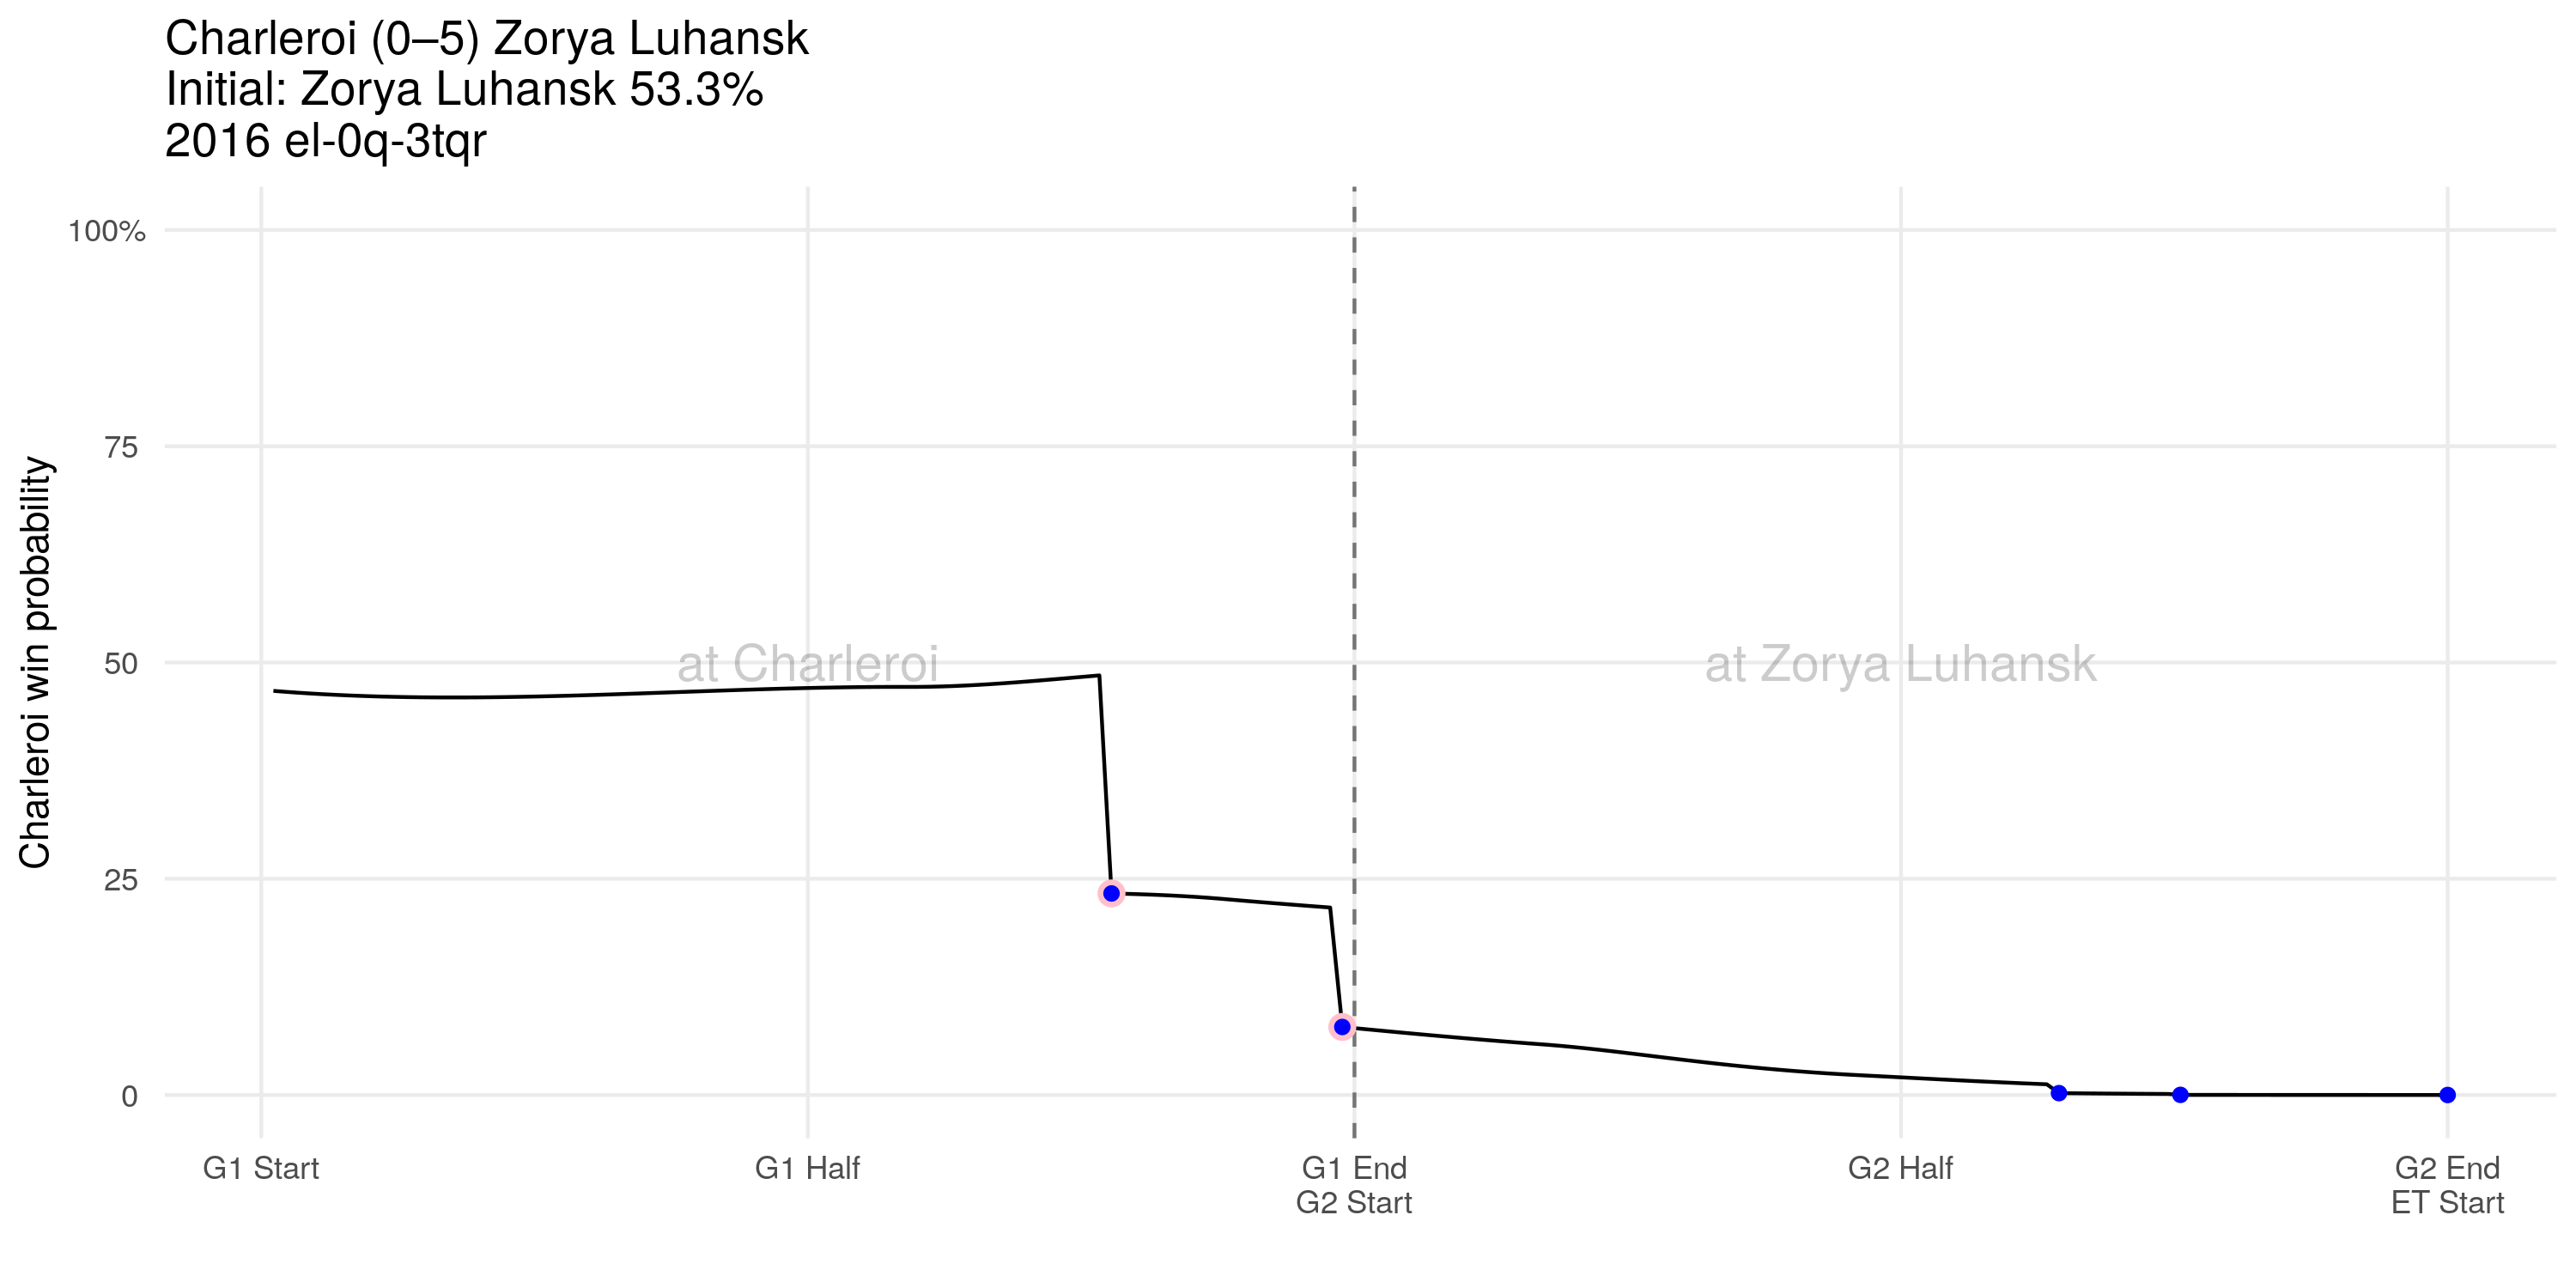 Charleroi (0–5) Zorya Luhansk
Initial: Zorya Luhansk 53.3%
2016 el-0q-3tqr
Charleroi win probability
100%
75
50
25
0
at Charleroi
at Zorya Luhansk
G1 Start
G1 Half
G1 End
G2 Start
G2 Half
G2 End
ET Start